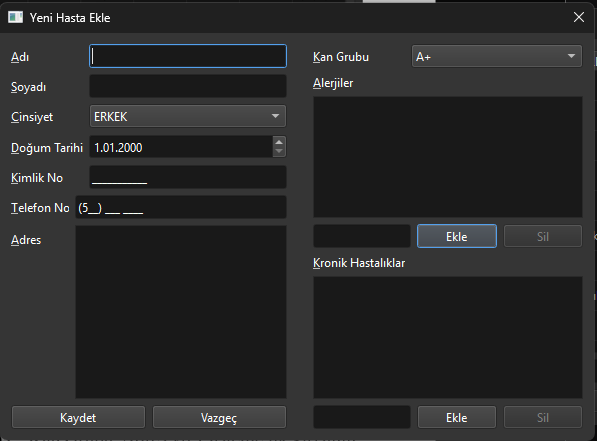 Yeni Hasta Ekle
Adı
Soyadı
Cinsiyet ERKEK
Doğum Tarihi 1.01.2000
Kimlik No ___________
Telefon No (5__) ___ ____
Adres
Kaydet Vazgeç
Kan Grubu A+
Alerjiler
Ekle Sil
Kronik Hastalıklar
Ekle Sil